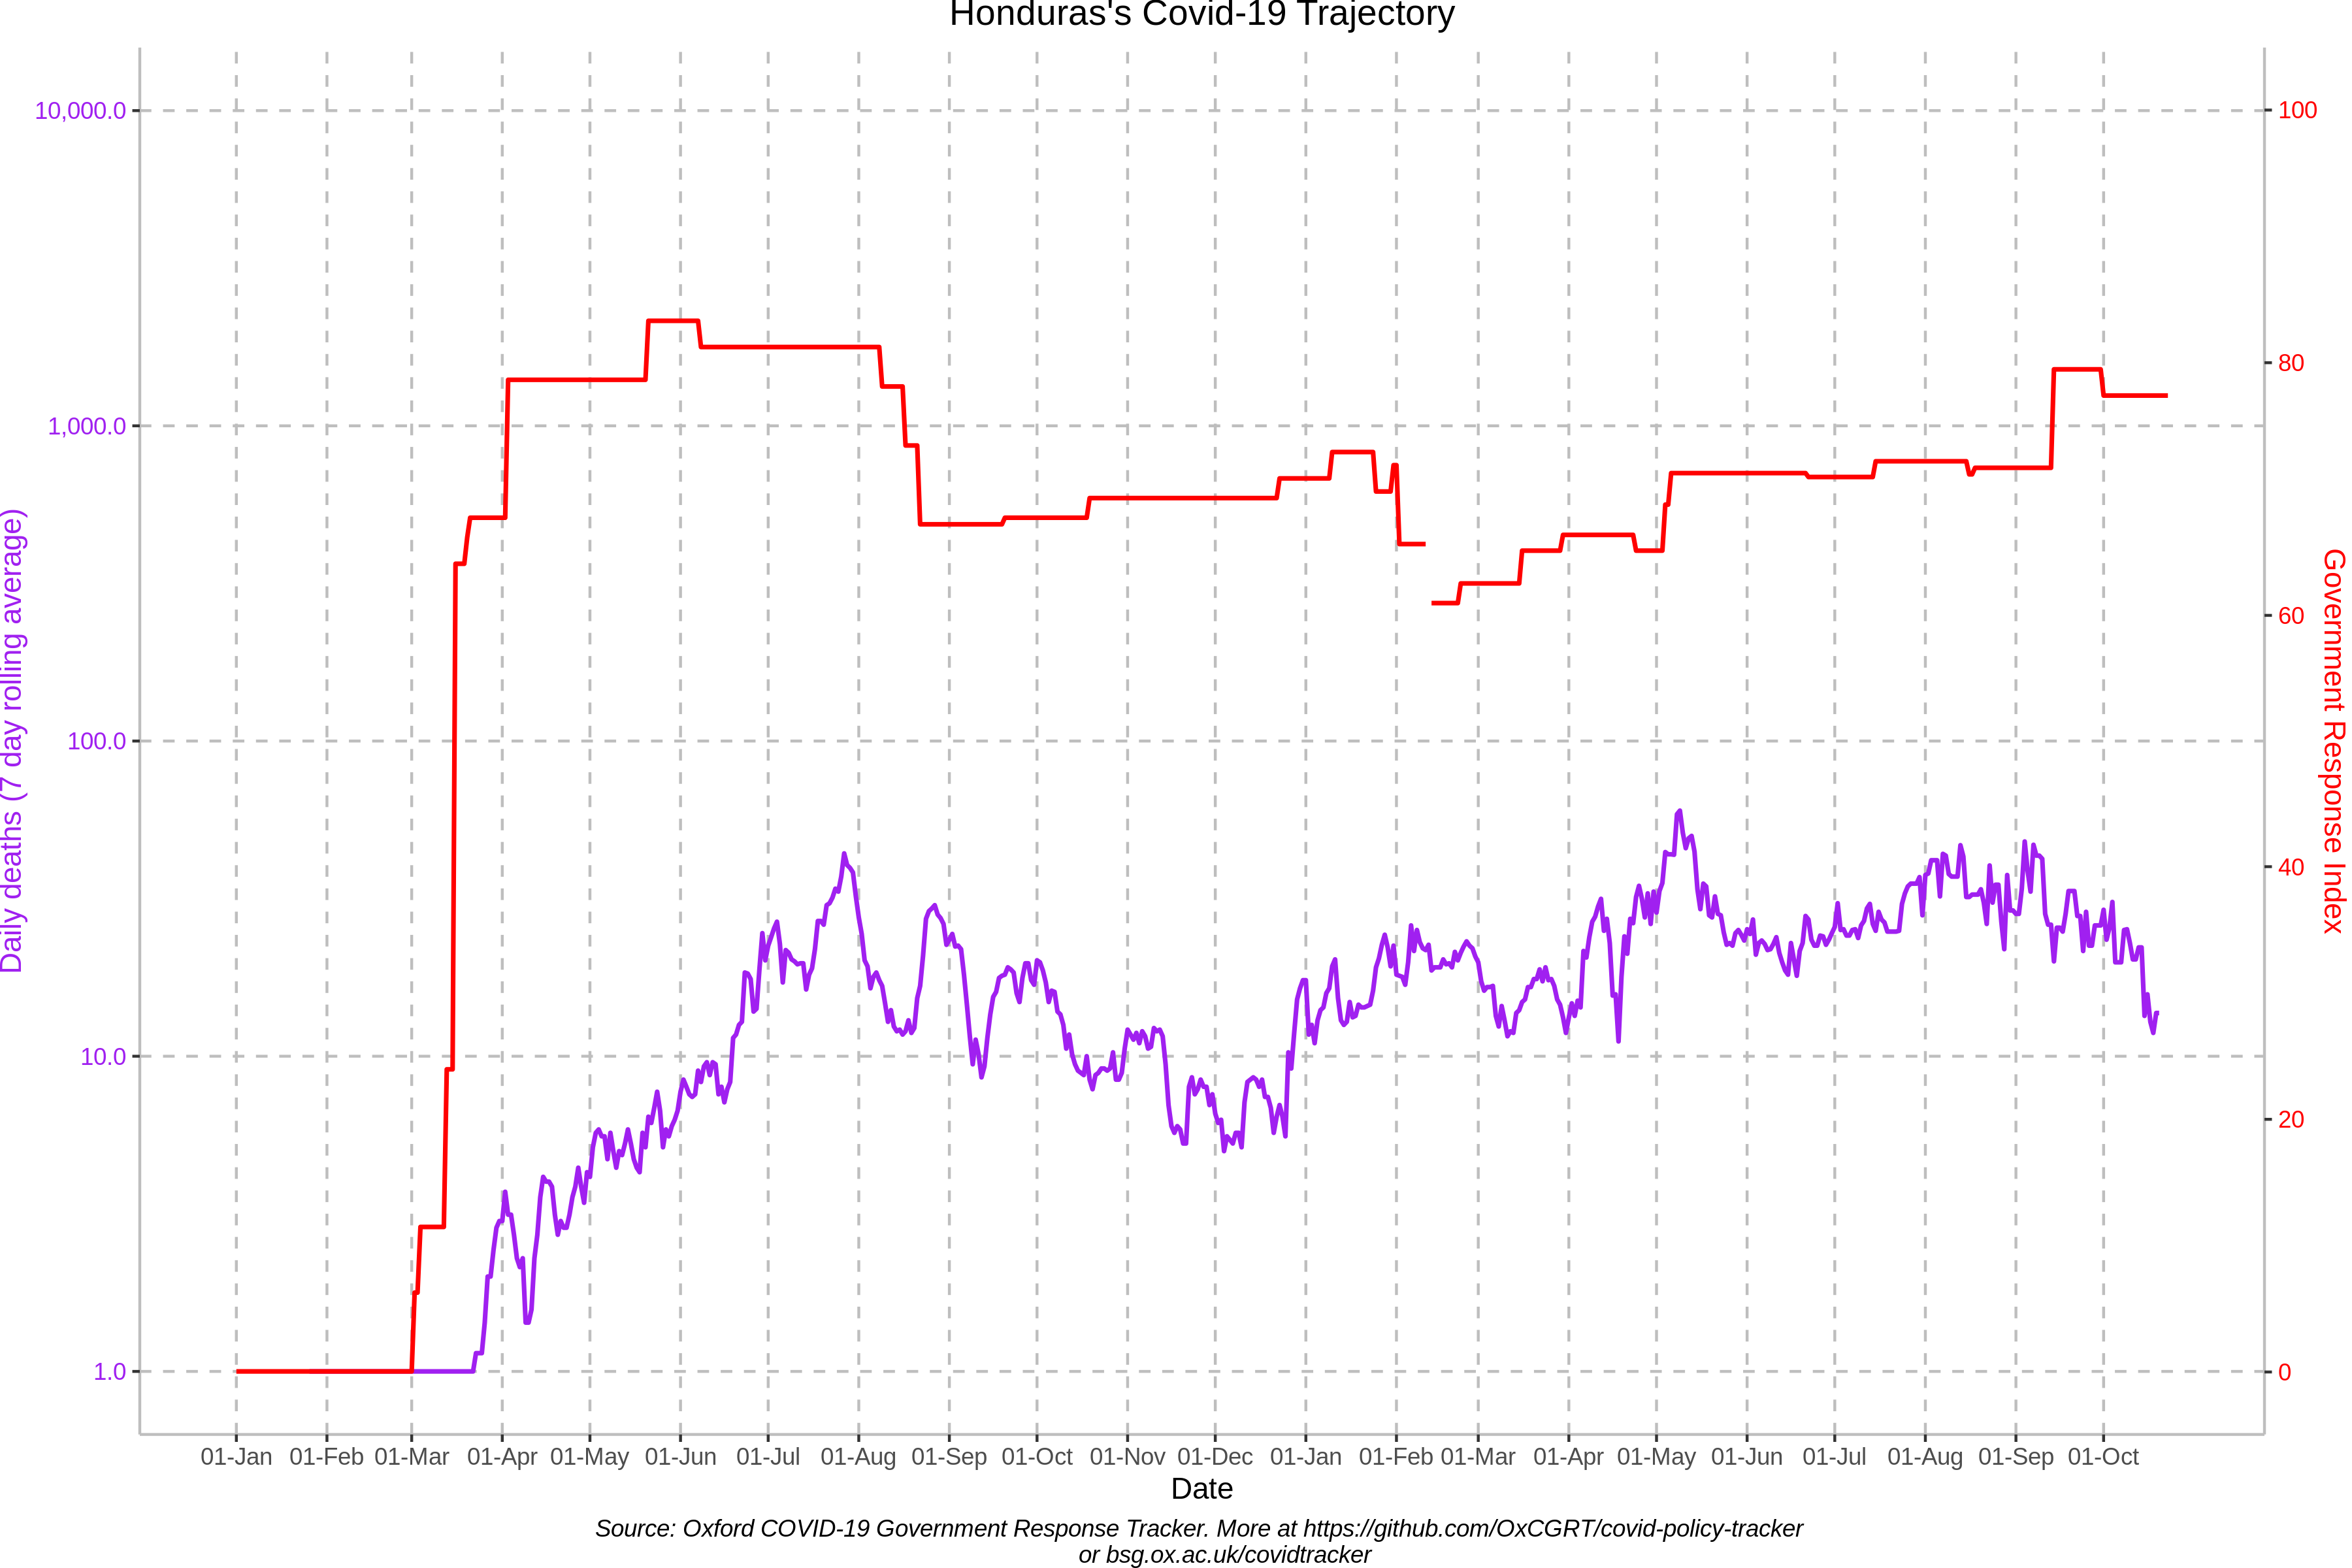 Honduras's Covid-19 Trajectory
Daily deaths (7 day rolling average)
10,000.0
1,000.0
100.0
10.0
1.0
100
80
60
40
20
0
Government Response Index
01-Jan 01-Feb 01-Mar 01-Apr 01-May 01-Jun 01-Jul 01-Aug 01-Sep 01-Oct 01-Nov 01-Dec 01-Jan 01-Feb 01-Mar 01-Apr 01-May 01-Jun 01-Jul 01-Aug 01-Sep 01-Oct
Date
Source: Oxford COVID-19 Government Response Tracker. More at https://github.com/OxCGRT/covid-policy-tracker
or bsg.ox.ac.uk/covidtracker